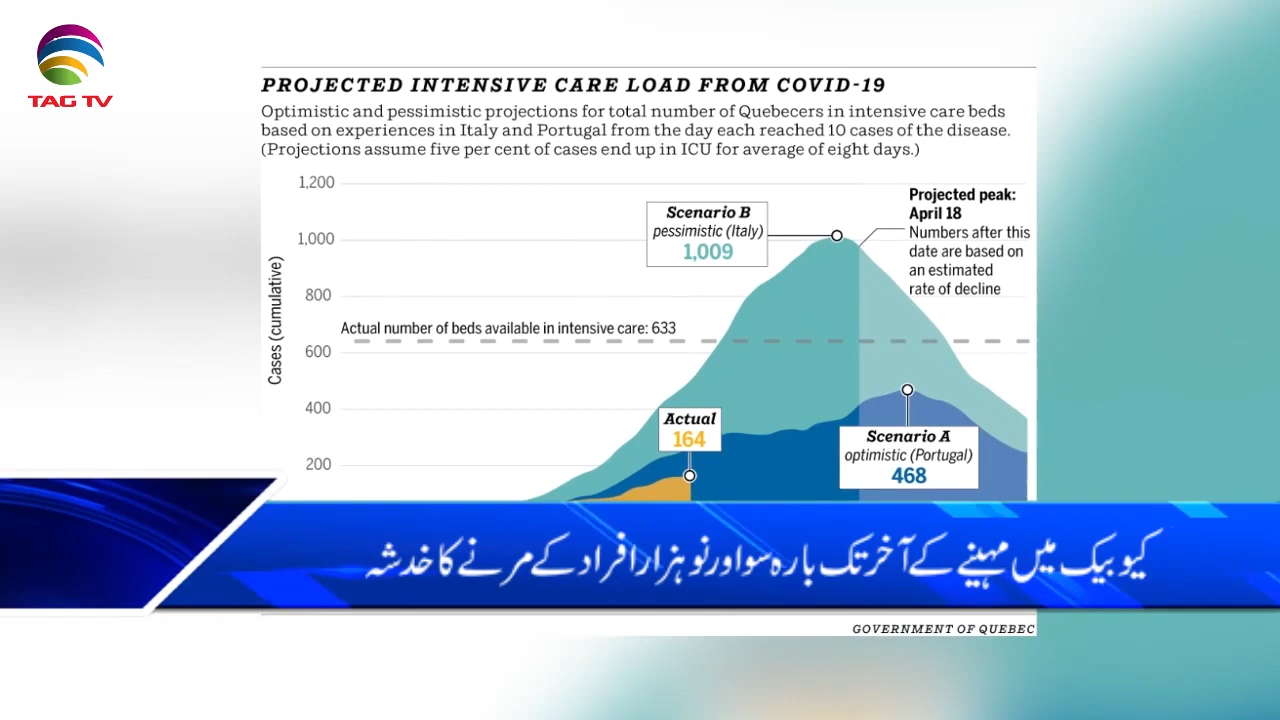 TAG TV
PROJECTED INTENSIVE CARE LOAD FROM COVID-19
Optimistic and pessimistic projections for total number of Quebecers in intensive care beds
based on experiences in Italy and Portugal from the day each reached 10 cases of the disease.
(Projections assume five per cent of cases end up in ICU for average of eight days.)
1,200
1,000
800
600
400
200
Cases (cumulative)
Scenario B
pessimistic (Italy)
1,009
Projected peak:
April 18
Numbers after this
date are based on
an estimated
rate of decline
Actual number of beds available in intensive care: 633
Actual
164
Scenario A
optimistic (Portugal)
468
کیوبیک میں مہینے کے آخر تک بارہ سو اور نو ہزار افراد کے مرنے کا خدشہ
GOVERNMENT OF QUEBEC